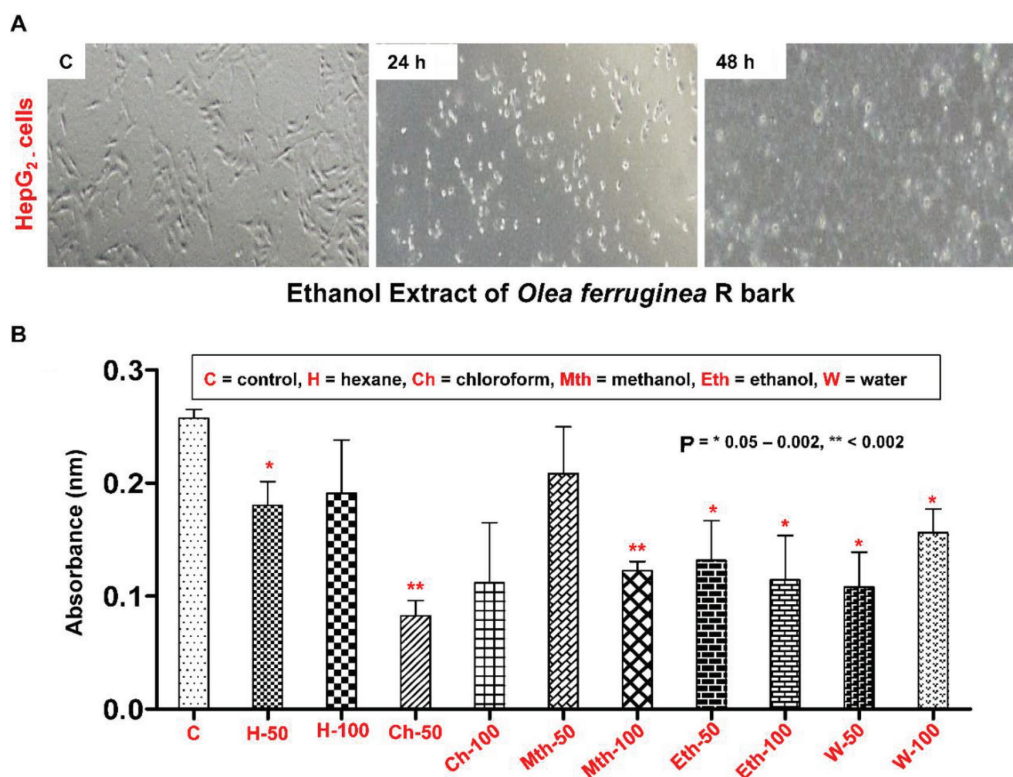 A
C
24 h
48 h
HepG2 - cells
Ethanol Extract of Olea ferruginea R bark
B
C = control, H = hexane, Ch = chloroform, Mth = methanol, Eth = ethanol, W = water
P = * 0.05 – 0.002, ** < 0.002
Absorbance (nm)
0.3
0.2
0.1
0.0
*
**
**
*
*
*
*
C
H-50
H-100
Ch-50
Ch-100
Mth-50
Mth-100
Eth-50
Eth-100
W-50
W-100